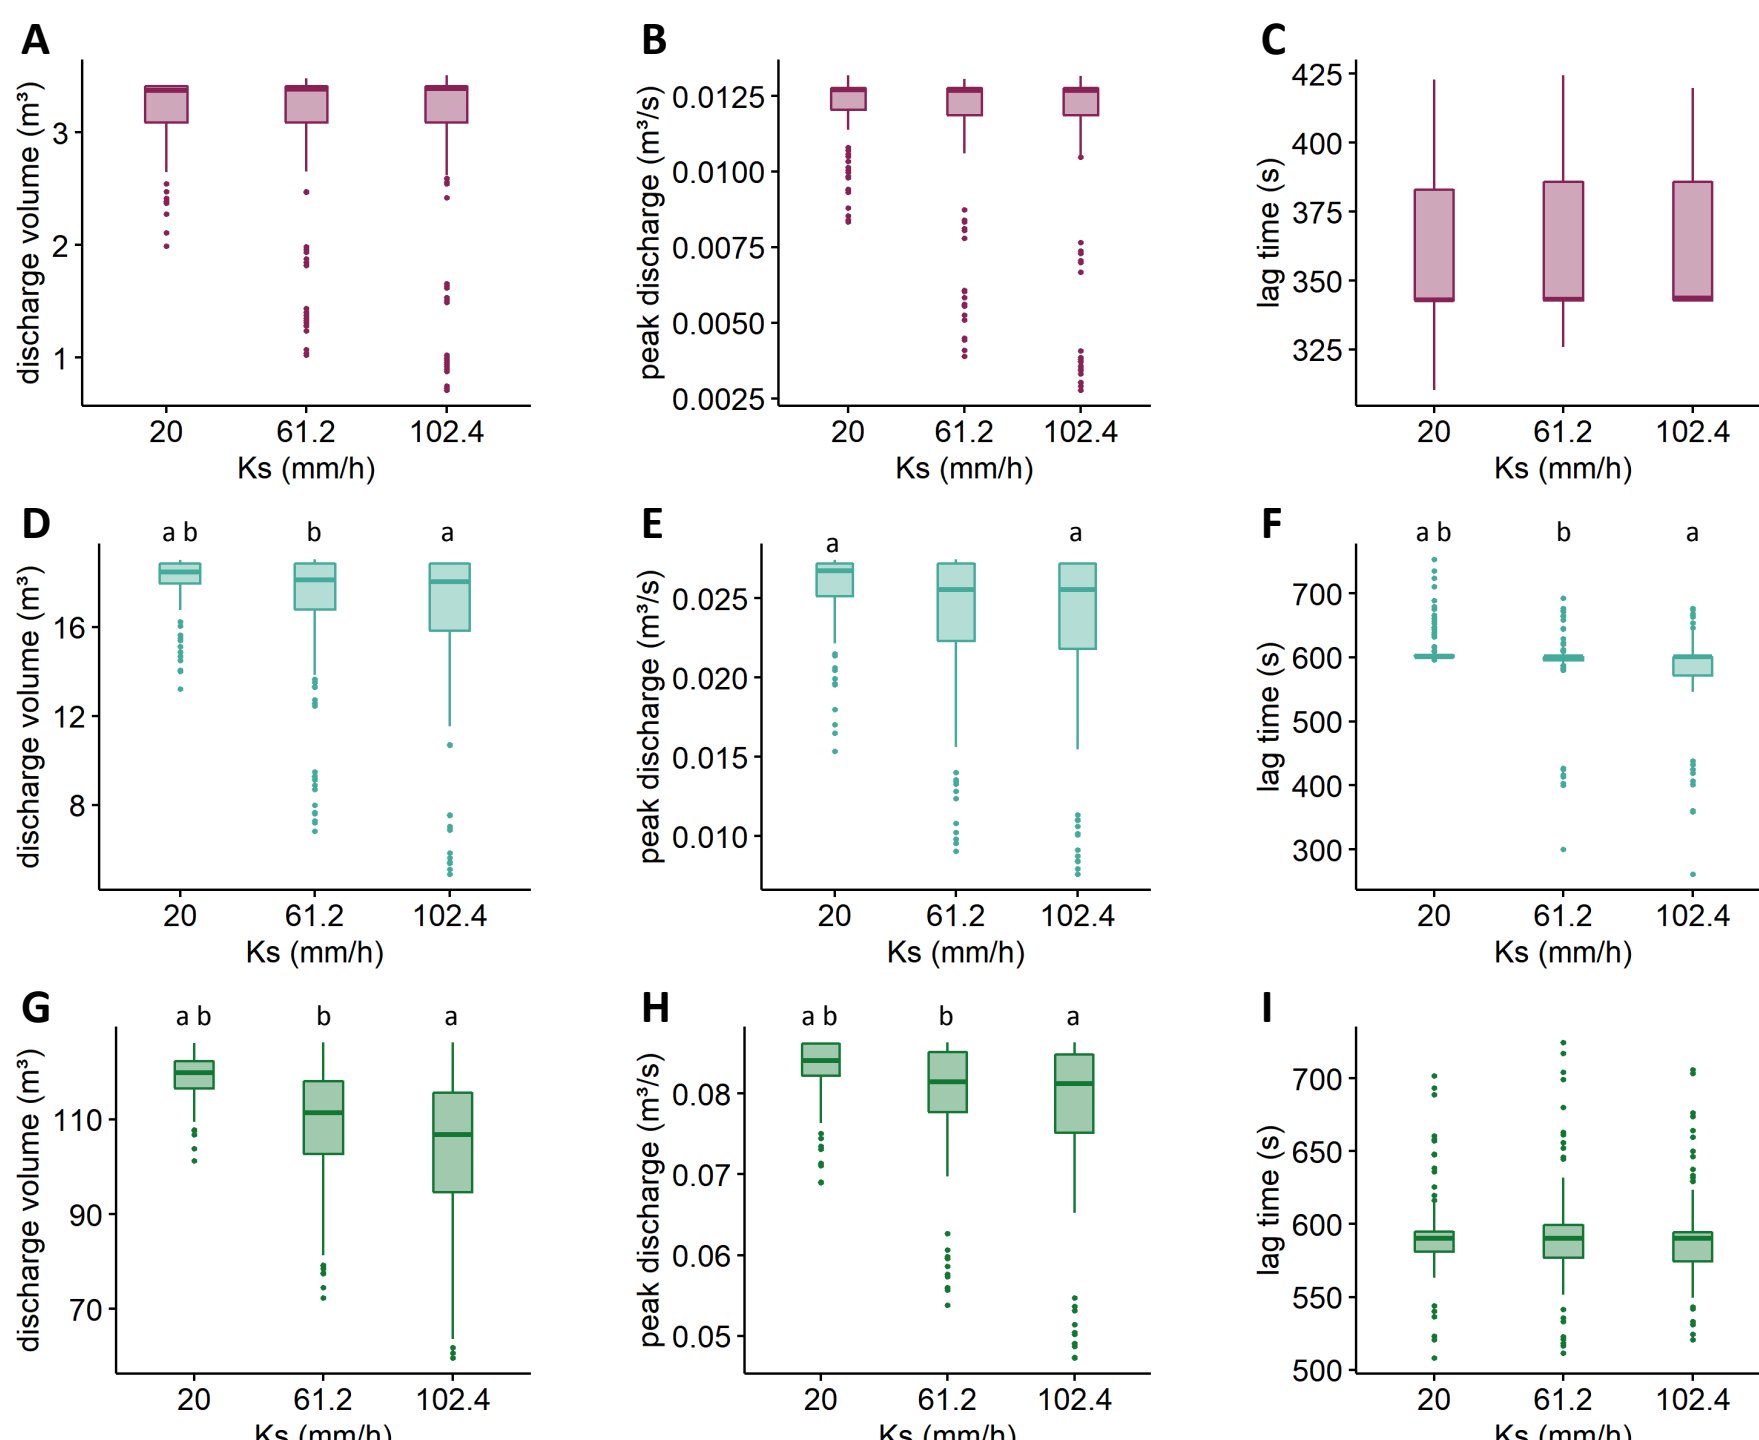 A
discharge volume (m³)
3
2
1
20 61.2 102.4
Ks (mm/h)
B
peak discharge (m³/s)
0.0125
0.0100
0.0075
0.0050
0.0025
20 61.2 102.4
Ks (mm/h)
C
lag time (s)
425
400
375
350
325
20 61.2 102.4
Ks (mm/h)
D
a b b a
discharge volume (m³)
16
12
8
20 61.2 102.4
Ks (mm/h)
E
a a
peak discharge (m³/s)
0.025
0.020
0.015
0.010
20 61.2 102.4
Ks (mm/h)
F
a b b a
lag time (s)
700
600
500
400
300
20 61.2 102.4
Ks (mm/h)
G
a b b a
discharge volume (m³)
110
90
70
20 61.2 102.4
Ks (mm/h)
H
a b b a
peak discharge (m³/s)
0.08
0.07
0.06
0.05
20 61.2 102.4
Ks (mm/h)
I
lag time (s)
700
650
600
550
500
20 61.2 102.4
Ks (mm/h)